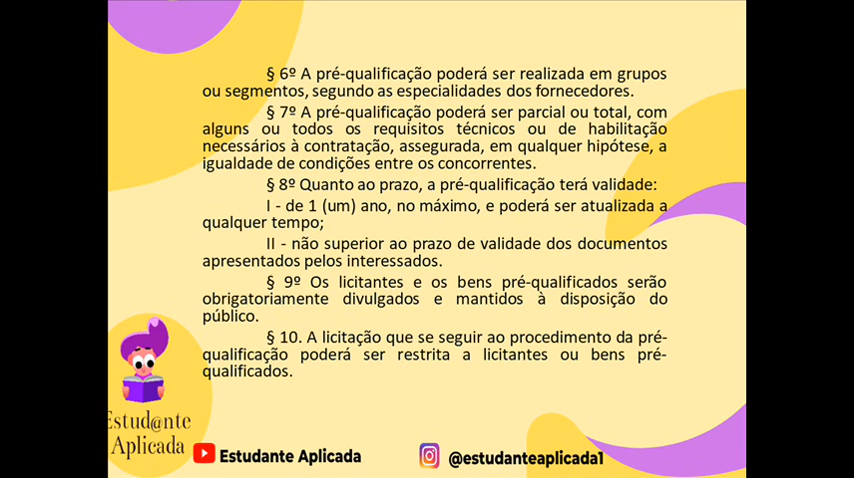 § 6º A pré-qualificação poderá ser realizada em grupos
ou segmentos, segundo as especialidades dos fornecedores.
§ 7º A pré-qualificação poderá ser parcial ou total, com
alguns ou todos os requisitos técnicos ou de habilitação
necessários à contratação, assegurada, em qualquer hipótese, a
igualdade de condições entre os concorrentes.
§ 8º Quanto ao prazo, a pré-qualificação terá validade:
I - de 1 (um) ano, no máximo, e poderá ser atualizada a
qualquer tempo;
II - não superior ao prazo de validade dos documentos
apresentados pelos interessados.
§ 9º Os licitantes e os bens pré-qualificados serão
obrigatoriamente divulgados e mantidos à disposição do
público.
§ 10. A licitação que se seguir ao procedimento da pré-
qualificação poderá ser restrita a licitantes ou bens pré-
qualificados.
Estud@nte
Aplicada
Estudante Aplicada
@estudanteaplicada1